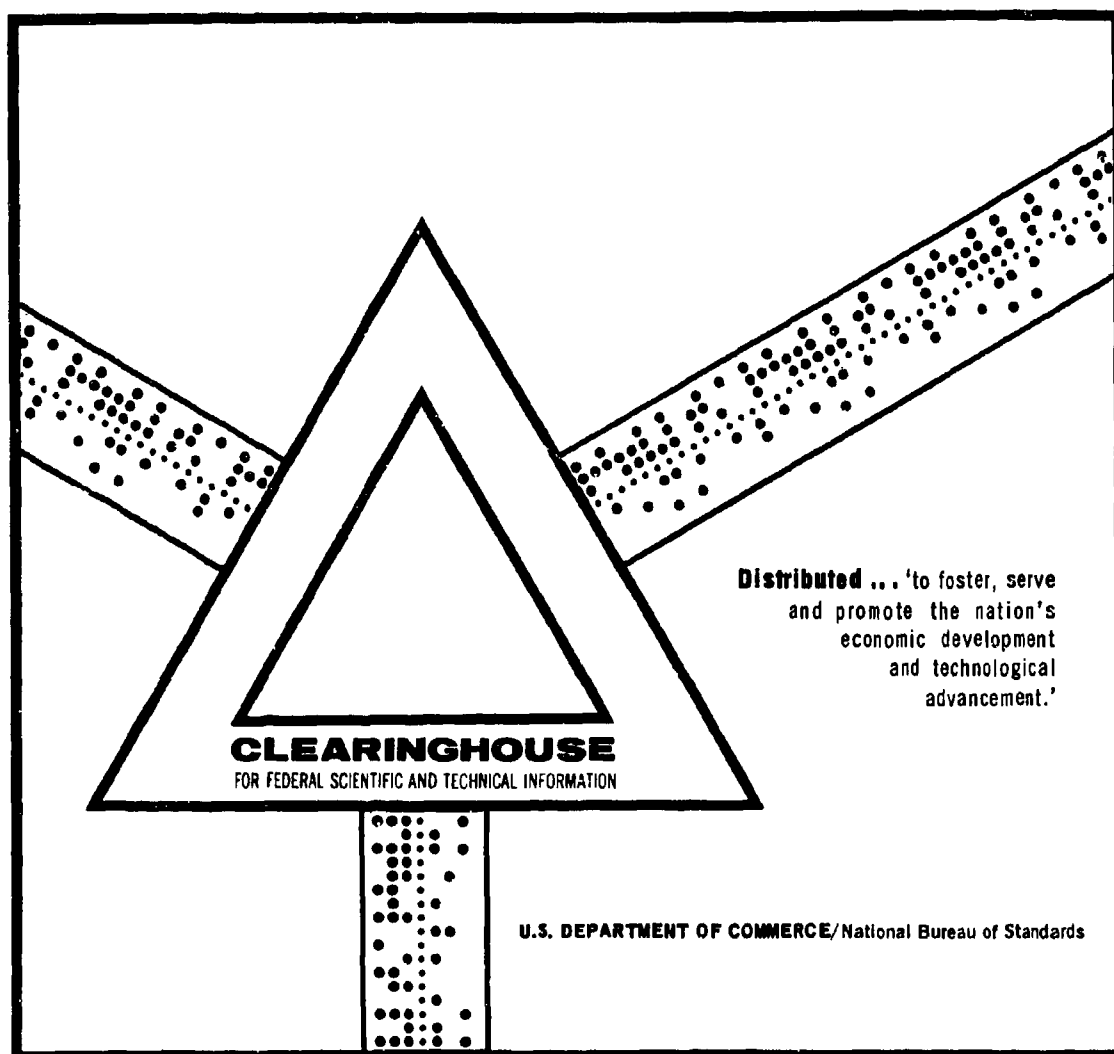 Distributed ... 'to foster, serve
and promote the nation's
economic development
and technological
advancement.'
CLEARINGHOUSE
FOR FEDERAL SCIENTIFIC AND TECHNICAL INFORMATION
U.S. DEPARTMENT OF COMMERCE/National Bureau of Standards